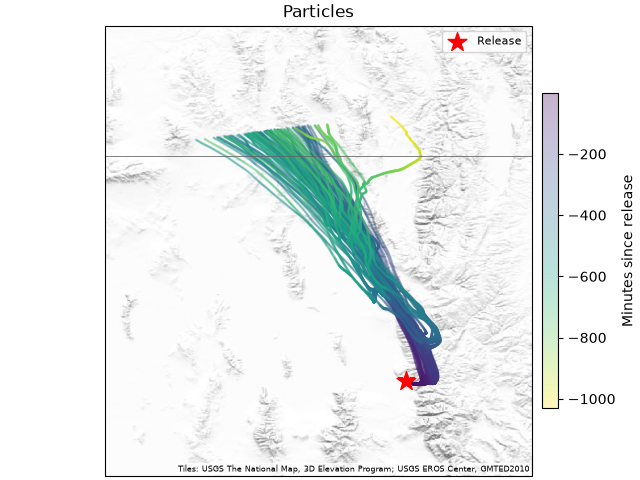 Particles
Release
−200
−400
−600
−800
−1000
Minutes since release
Tiles: USGS The National Map, 3D Elevation Program; USGS EROS Center, GMTED2010